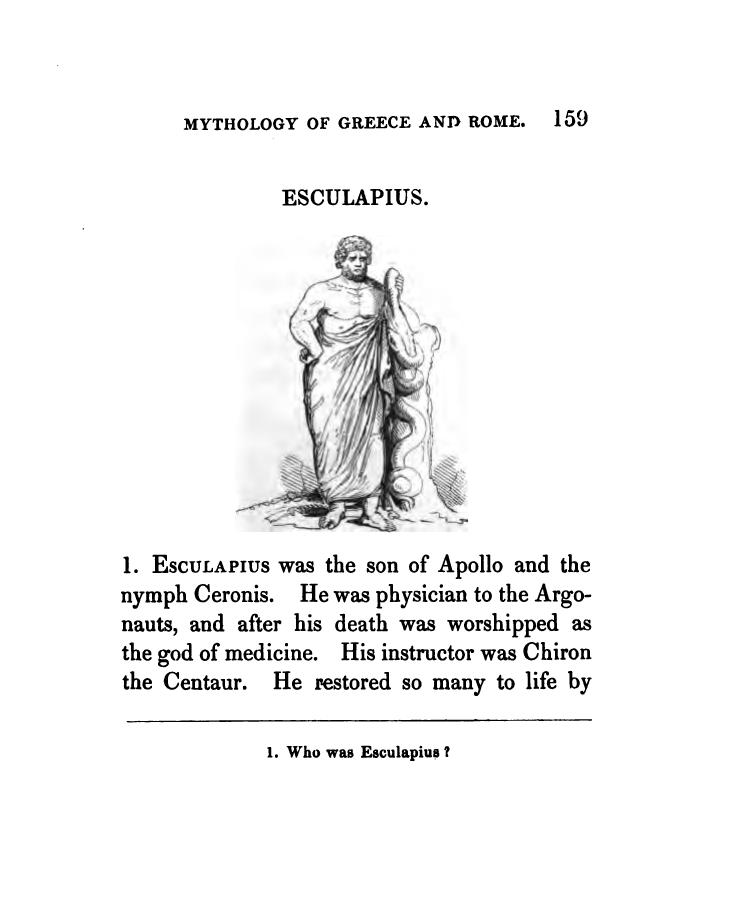 MYTHOLOGY OF GREECE AND ROME. 159
ESCULAPIUS.
1. ESCULAPIUS was the son of Apollo and the
nymph Ceronis. He was physician to the Argo-
nauts, and after his death was worshipped as
the god of medicine. His instructor was Chiron
the Centaur. He restored so many to life by
1. Who was Esculapius?